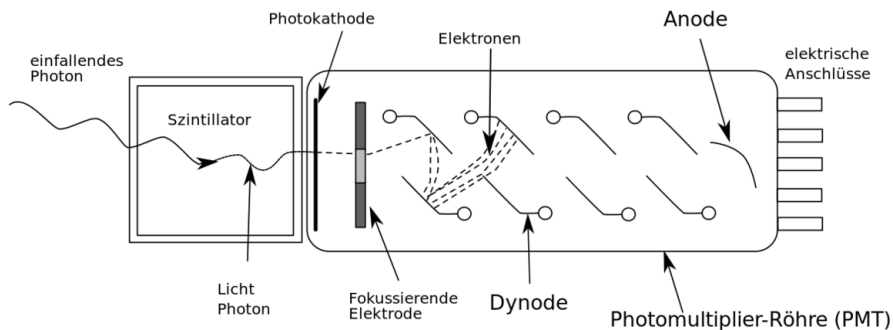 Photokathode
Anode
Elektronen
einfallendes
Photon
elektrische
Anschlüsse
Szintillator
Licht
Photon
Fokussierende
Elektrode
Dynode
Photomultiplier-Röhre (PMT)